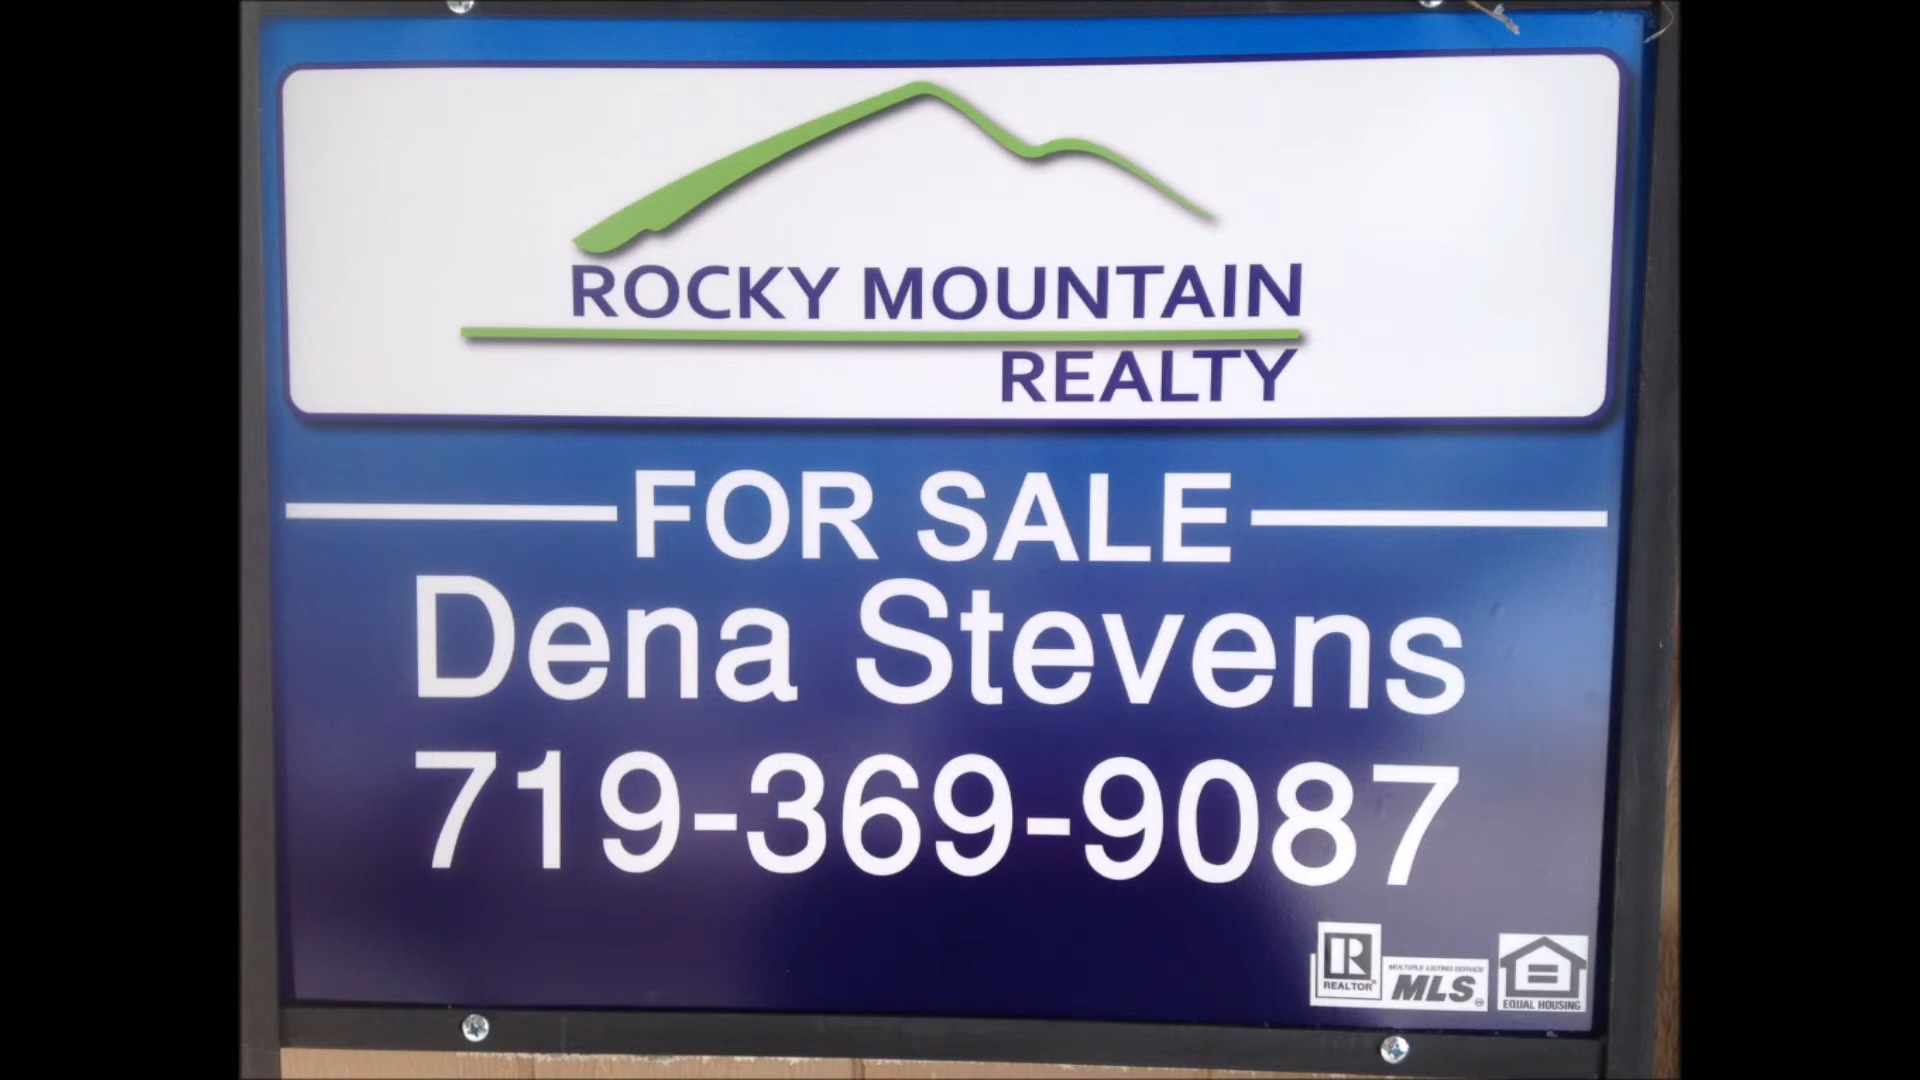 ROCKY MOUNTAIN
REALTY
FOR SALE
Dena Stevens
719-369-9087
R
REALTOR®
MULTIPLE LISTING SERVICE
MLS
EQUAL HOUSING